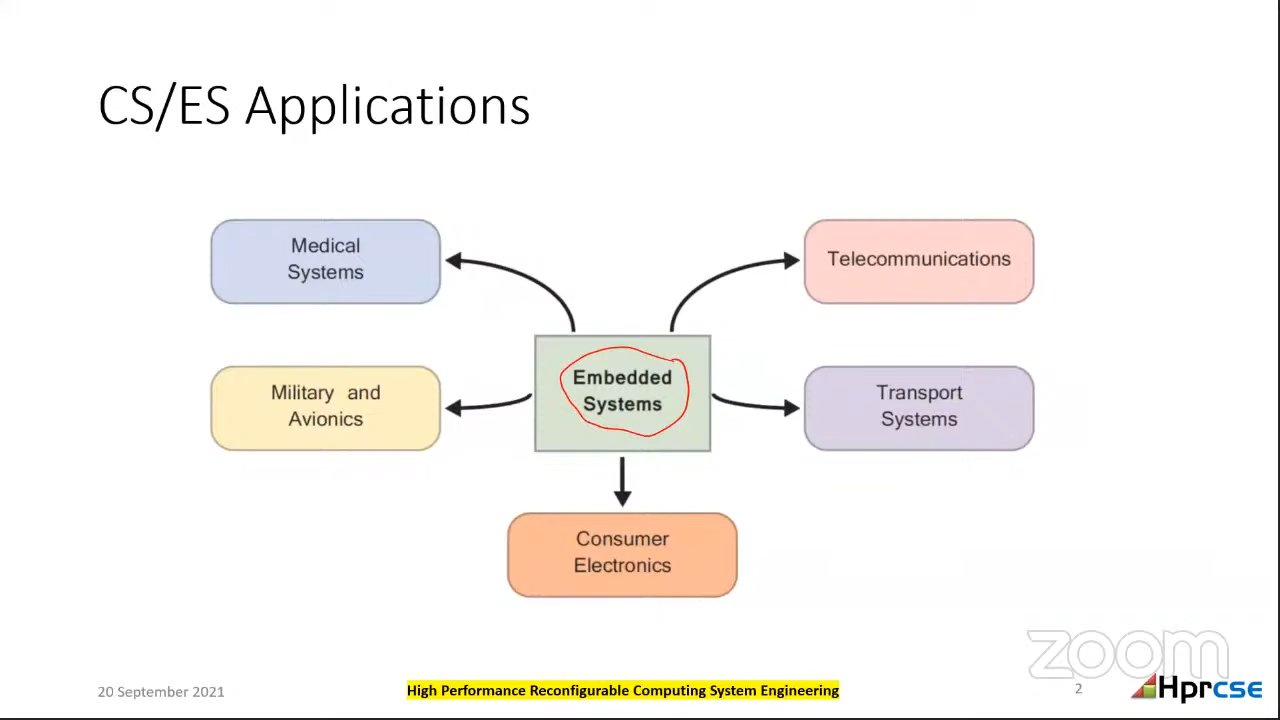 CS/ES Applications
Medical
Systems
Telecommunications
Embedded
Systems
Military and
Avionics
Transport
Systems
Consumer
Electronics
zoom
20 September 2021
High Performance Reconfigurable Computing System Engineering
2
Hprcse